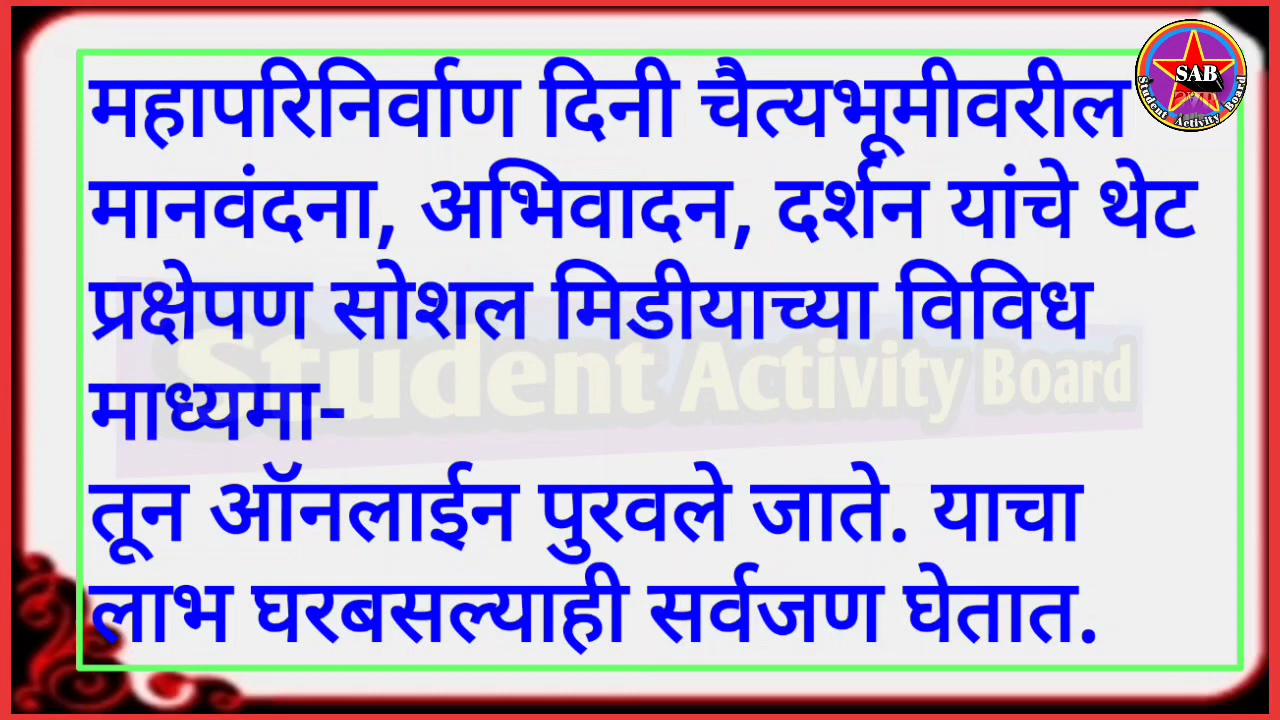 महापरिनिर्वाण दिनी चैत्यभूमीवरील
मानवंदना, अभिवादन, दर्शन यांचे थेट
प्रक्षेपण सोशल मिडीयाच्या विविध
माध्यमा-
तून ऑनलाईन पुरवले जाते. याचा
लाभ घरबसल्याही सर्वजण घेतात.
SAB
Student Activity Board
Student Activity Board